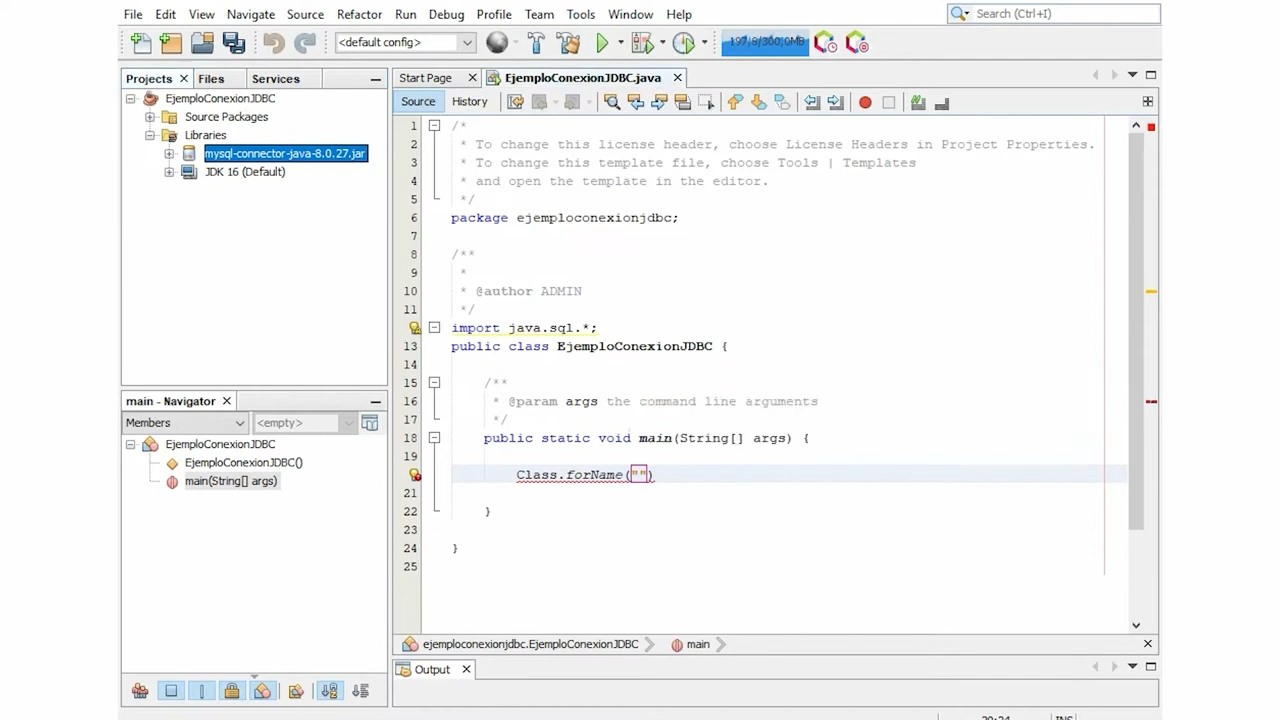 File Edit View Navigate Source Refactor Run Debug Profile Team Tools Window Help
Search (Ctrl+I)
<default config>
197,8/300,0MB
Projects Files Services
EjemploConexionJDBC
Source Packages
Libraries
mysql-connector-java-8.0.27.jar
JDK 16 (Default)
main - Navigator
Members
<empty>
EjemploConexionJDBC
EjemploConexionJDBC()
main(String[] args)
Start Page EjemploConexionJDBC.java
Source History
1 /*
2 * To change this license header, choose License Headers in Project Properties.
3 * To change this template file, choose Tools | Templates
4 * and open the template in the editor.
5 */
6 package ejemploconexionjdbc;
7
8 /**
9 *
10 * @author ADMIN
11 */
import java.sql.*;
13 public class EjemploConexionJDBC {
14
15 /**
16 * @param args the command line arguments
17 */
18 public static void main(String[] args) {
19
Class.forName("")
21
22 }
23
24 }
25
ejemploconexionjdbc.EjemploConexionJDBC main
Output